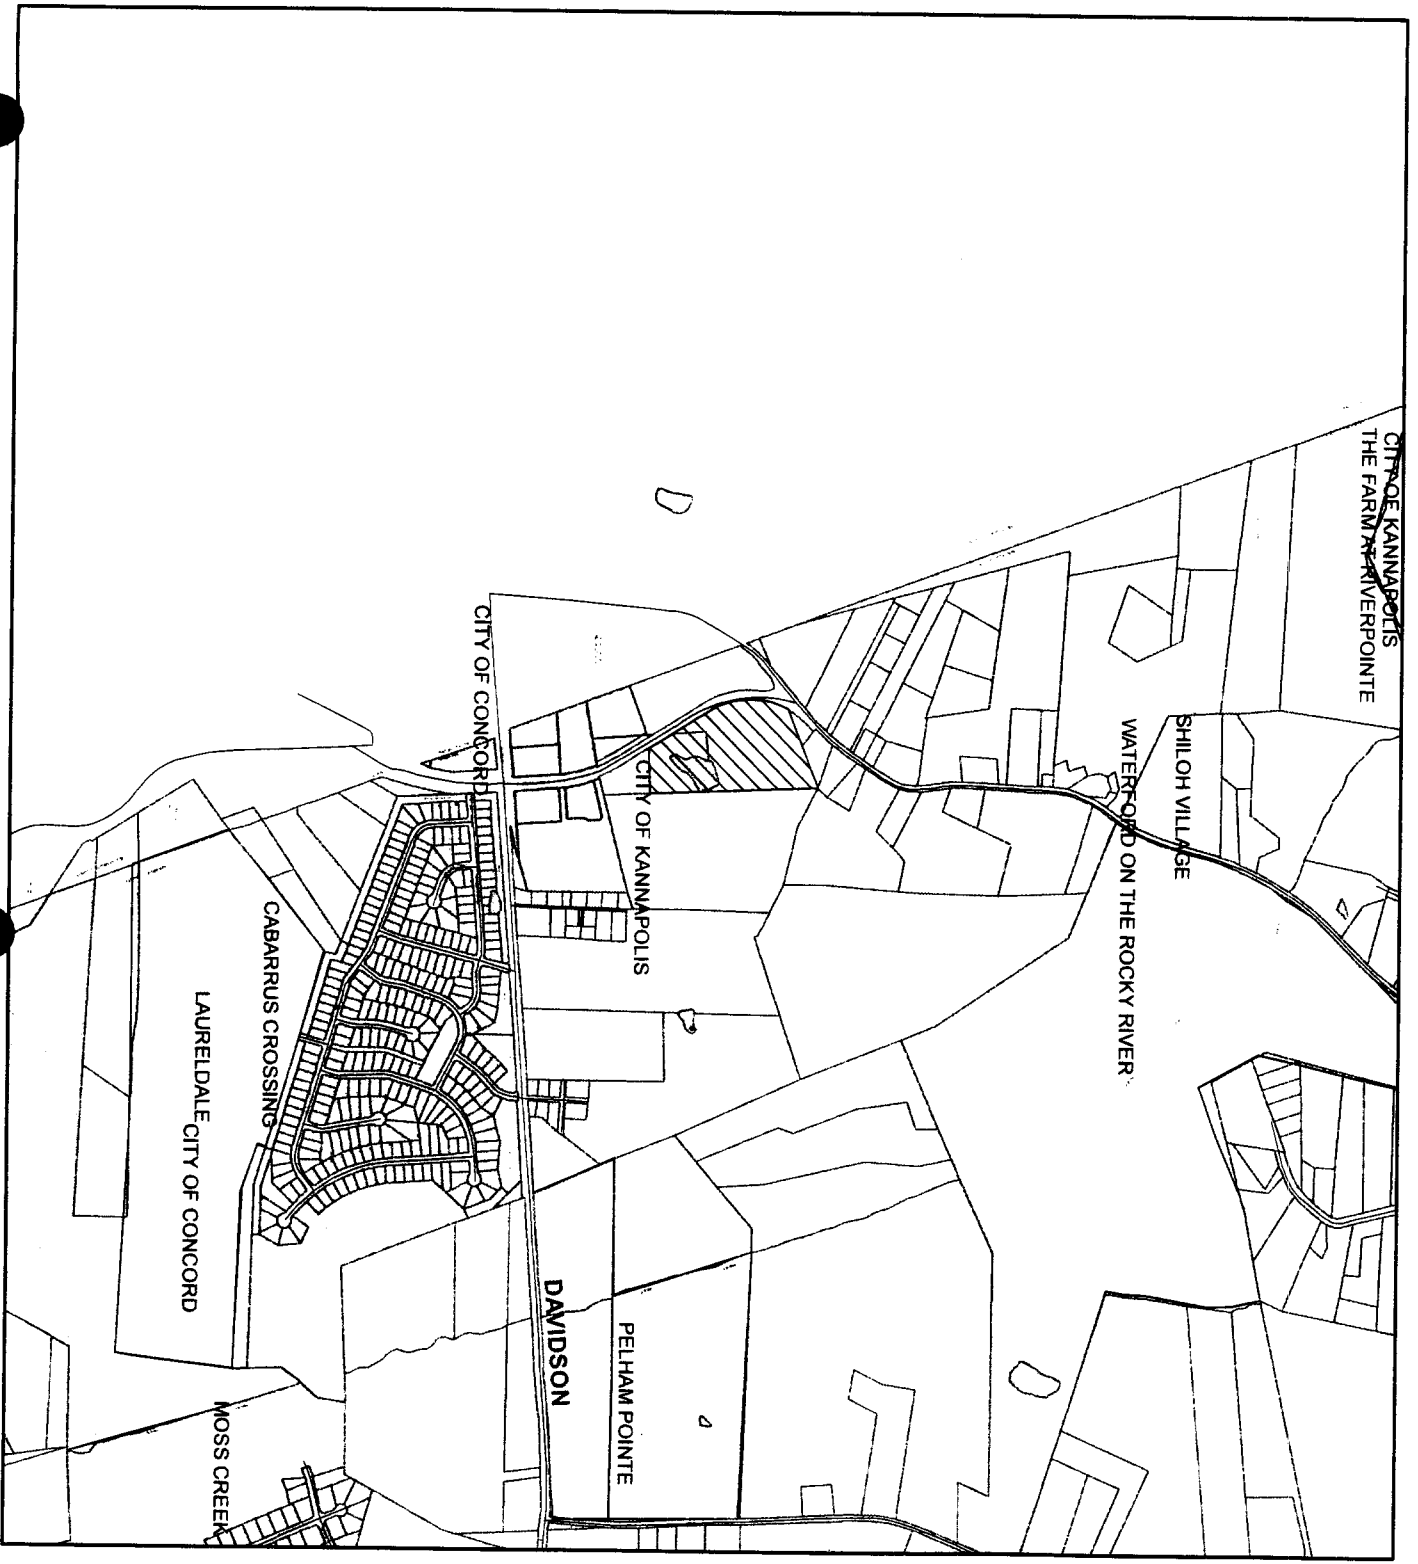 CITY OF KANNAPOLIS
THE FARM AT RIVERPOINTE
SHILOH VILLAGE
WATERFORD ON THE ROCKY RIVER
CITY OF KANNAPOLIS
PELHAM POINTE
DAVIDSON
CITY OF CONCORD
CABARRUS CROSSING
LAURELDALE
CITY OF CONCORD
MOSS CREEK